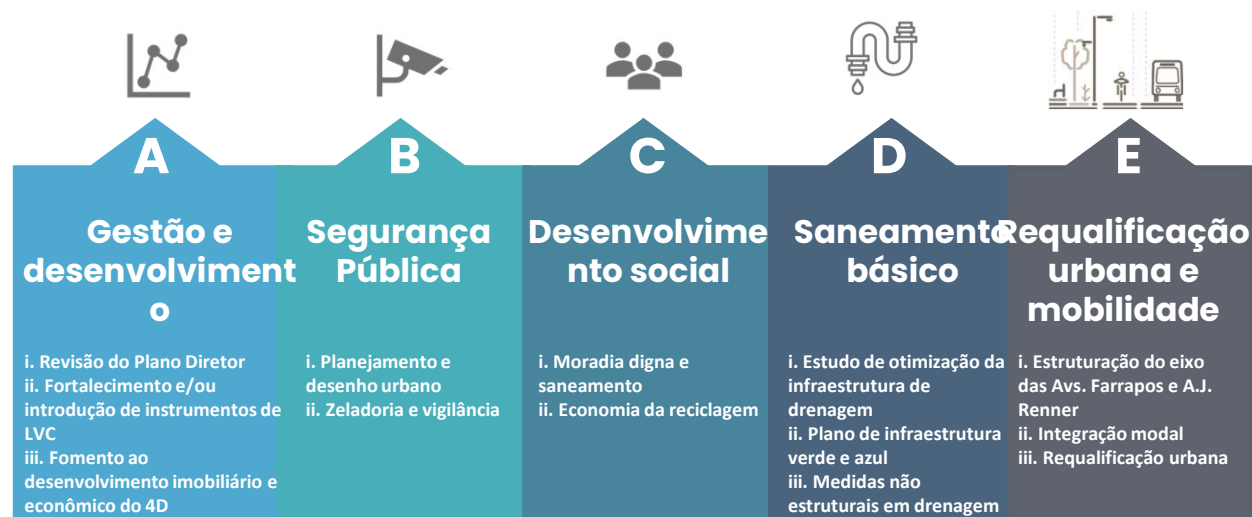 A
Gestão e
desenvolviment
o
i. Revisão do Plano Diretor
ii. Fortalecimento e/ou
introdução de instrumentos de
LVC
iii. Fomento ao
desenvolvimento imobiliário e
econômico do 4D
B
Segurança
Pública
i. Planejamento e
desenho urbano
ii. Zeladoria e vigilância
C
Desenvolvime
nto social
i. Moradia digna e
saneamento
ii. Economia da reciclagem
D
Saneamento
básico
i. Estudo de otimização da
infraestrutura de
drenagem
ii. Plano de infraestrutura
verde e azul
iii. Medidas não
estruturais em drenagem
E
Requalificação
urbana e
mobilidade
i. Estruturação do eixo
das Avs. Farrapos e A.J.
Renner
ii. Integração modal
iii. Requalificação urbana